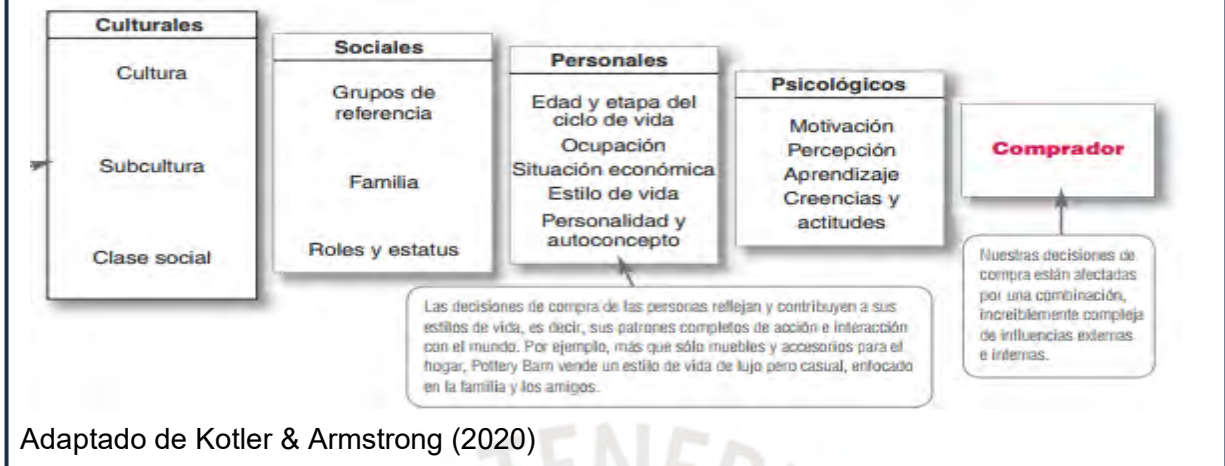 Culturales
Cultura
Subcultura
Clase social
Sociales
Grupos de
referencia
Familia
Roles y estatus
Personales
Edad y etapa del
ciclo de vida
Ocupación
Situación económica
Estilo de vida
Personalidad y
autoconcepto
Psicológicos
Motivación
Percepción
Aprendizaje
Creencias y
actitudes
Comprador
Las decisiones de compra de las personas reflejan y contribuyen a sus
estilos de vida, es decir, sus patrones completos de acción e interacción
con el mundo. Por ejemplo, más que sólo muebles y accesorios para el
hogar, Pottery Barn vende un estilo de vida de lujo pero casual, enfocado
en la familia y los amigos.
Nuestras decisiones de
compra están afectadas
por una combinación,
increíblemente compleja
de influencias externas
e internas.
Adaptado de Kotler & Armstrong (2020)
TENEB